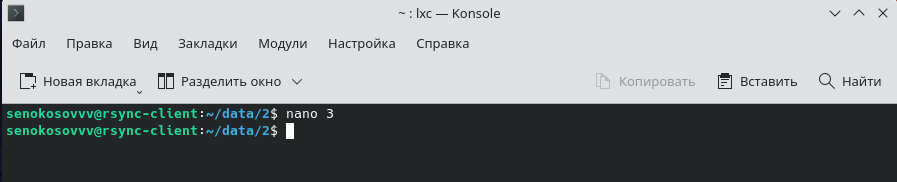 ~ : lxc — Konsole
Файл Правка Вид Закладки Модули Настройка Справка
Новая вкладка Разделить окно Копировать Вставить Найти
senokosovvv@rsync-client:~/data/2$ nano 3
senokosovvv@rsync-client:~/data/2$